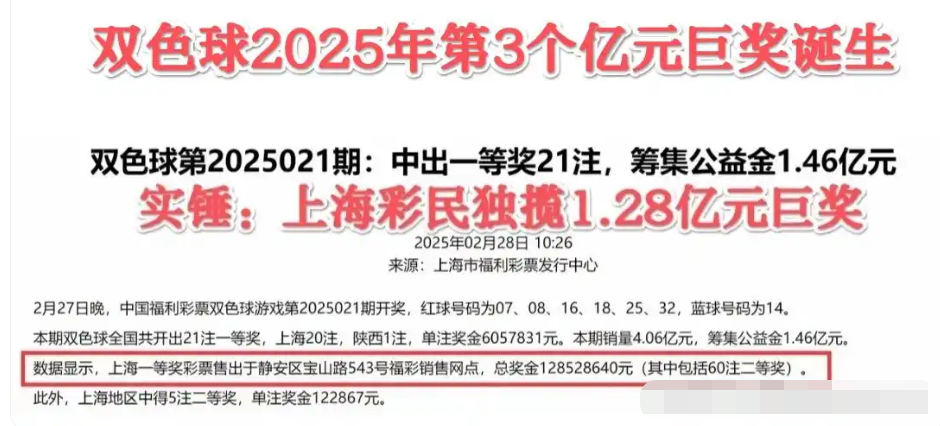 双色球2025年第3个亿元巨奖诞生
双色球第2025021期：中出一等奖21注，筹集公益金1.46亿元
实锤：上海彩民独揽1.28亿元巨奖
2025年02月28日 10:26
来源：上海市福利彩票发行中心
2月27日晚，中国福利彩票双色球游戏第2025021期开奖，红球号码为07、08、16、18、25、32，蓝球号码为14。
本期双色球全国共开出21注一等奖，上海20注，陕西1注，单注奖金6057831元。本期销量4.06亿元，筹集公益金1.46亿元。
数据显示，上海一等奖彩票售出于静安区宝山路543号福彩销售网点，总奖金128528640元（其中包括60注二等奖）。
此外，上海地区中得5注二等奖，单注奖金122867元。